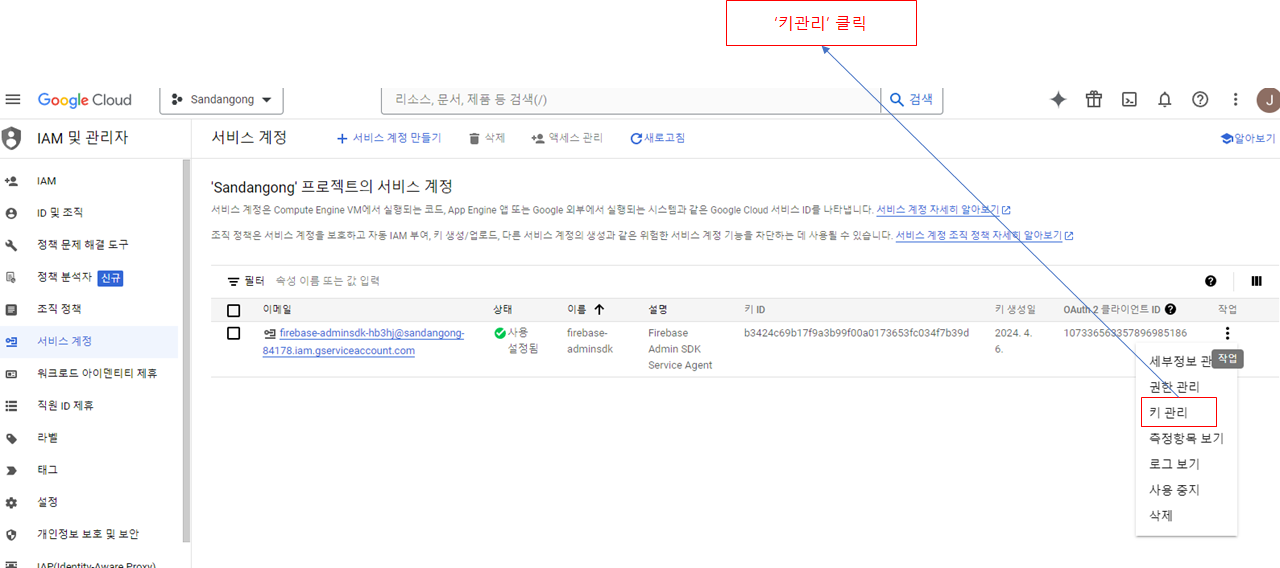 ‘키관리’ 클릭
Google Cloud
Sandangong
리소스, 문서, 제품 등 검색(/)
검색
J
IAM 및 관리자
서비스 계정
서비스 계정 만들기
삭제
액세스 관리
새로고침
알아보기
IAM
ID 및 조직
정책 문제 해결 도구
정책 분석자 신규
조직 정책
서비스 계정
워크로드 아이덴티티 제휴
직원 ID 제휴
라벨
태그
설정
개인정보 보호 및 보안
IAP(Identity-Aware Proxy)
'Sandangong' 프로젝트의 서비스 계정
서비스 계정은 Compute Engine VM에서 실행되는 코드, App Engine 앱 또는 Google 외부에서 실행되는 시스템과 같은 Google Cloud 서비스 ID를 나타냅니다. 서비스 계정 자세히 알아보기
조직 정책은 서비스 계정을 보호하고 자동 IAM 부여, 키 생성/업로드, 다른 서비스 계정의 생성과 같은 위험한 서비스 계정 기능을 차단하는 데 사용될 수 있습니다. 서비스 계정 조직 정책 자세히 알아보기
필터 속성 이름 또는 값 입력
이메일 상태 이름 설명 키 ID 키 생성일 OAuth 2 클라이언트 ID 작업
firebase-adminsdk-hb3hj@sandangong-
84178.iam.gserviceaccount.com
사용
설정됨
firebase-
adminsdk
Firebase
Admin SDK
Service Agent
b3424c69b17f9a3b99f00a0173653fc034f7b39d
2024. 4.
6.
107336563357896985186
세부정보 관
작업
권한 관리
키 관리
측정항목 보기
로그 보기
사용 중지
삭제